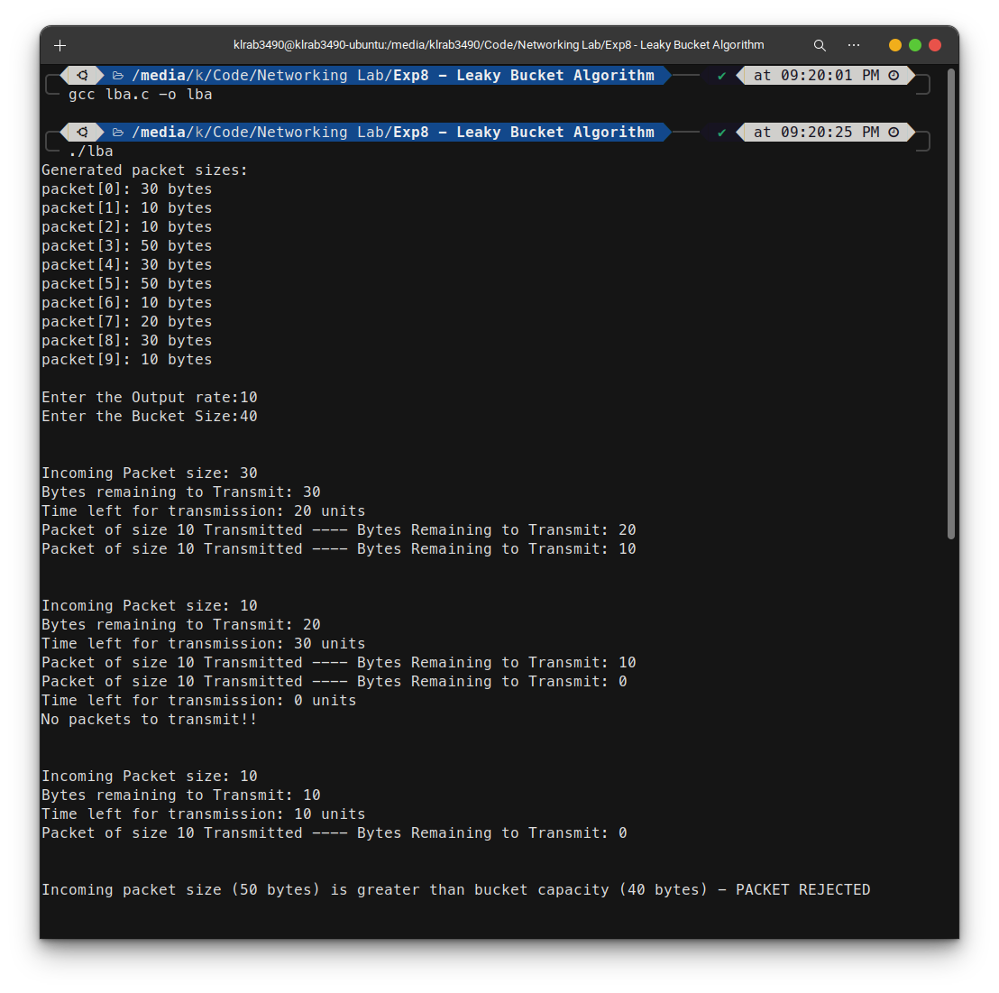 klrab3490@klrab3490-ubuntu:/media/klrab3490/Code/Networking Lab/Exp8 - Leaky Bucket Algorithm
/media/k/Code/Networking Lab/Exp8 - Leaky Bucket Algorithm ✔ at 09:20:01 PM
gcc lba.c -o lba
/media/k/Code/Networking Lab/Exp8 - Leaky Bucket Algorithm ✔ at 09:20:25 PM
./lba
Generated packet sizes:
packet[0]: 30 bytes
packet[1]: 10 bytes
packet[2]: 10 bytes
packet[3]: 50 bytes
packet[4]: 30 bytes
packet[5]: 50 bytes
packet[6]: 10 bytes
packet[7]: 20 bytes
packet[8]: 30 bytes
packet[9]: 10 bytes
Enter the Output rate:10
Enter the Bucket Size:40
Incoming Packet size: 30
Bytes remaining to Transmit: 30
Time left for transmission: 20 units
Packet of size 10 Transmitted ---- Bytes Remaining to Transmit: 20
Packet of size 10 Transmitted ---- Bytes Remaining to Transmit: 10
Incoming Packet size: 10
Bytes remaining to Transmit: 20
Time left for transmission: 30 units
Packet of size 10 Transmitted ---- Bytes Remaining to Transmit: 10
Packet of size 10 Transmitted ---- Bytes Remaining to Transmit: 0
Time left for transmission: 0 units
No packets to transmit!!
Incoming Packet size: 10
Bytes remaining to Transmit: 10
Time left for transmission: 10 units
Packet of size 10 Transmitted ---- Bytes Remaining to Transmit: 0
Incoming packet size (50 bytes) is greater than bucket capacity (40 bytes) - PACKET REJECTED